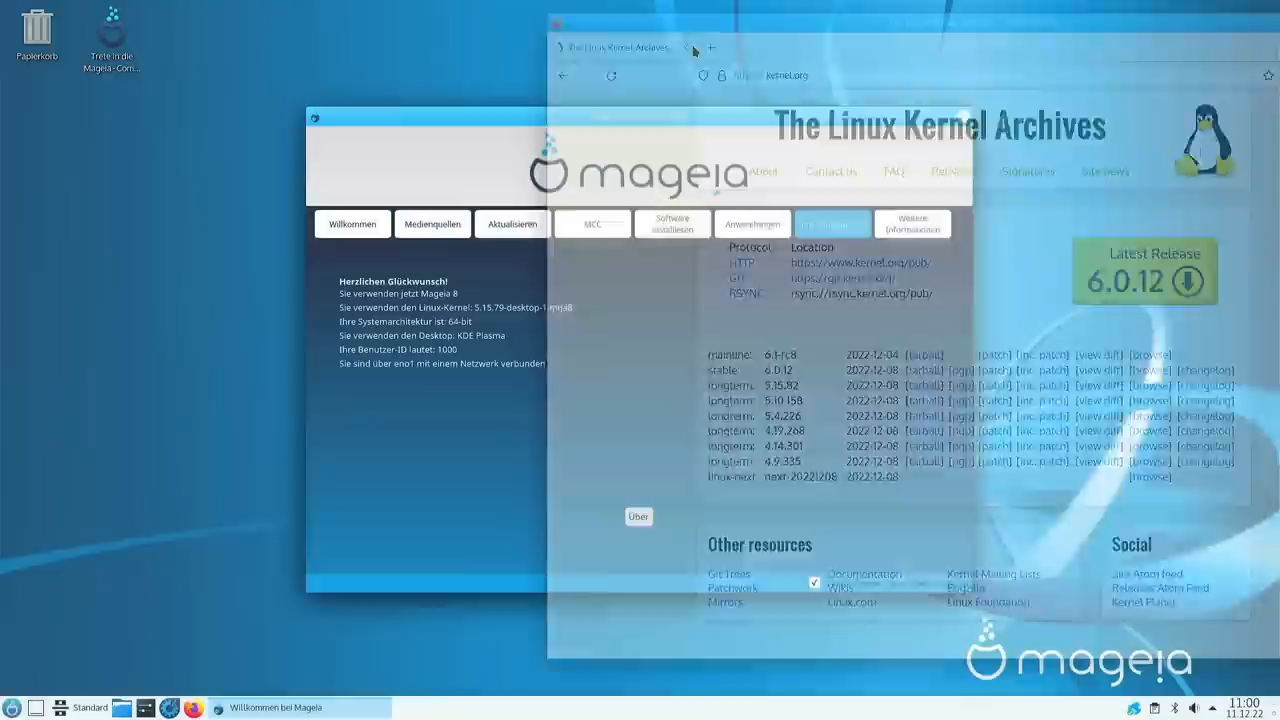 Papierkorb
Trete in die
Mageia-Com...
The Linux Kernel Archives
kernel.org
The Linux Kernel Archives
mageia
About
Contact us
FAQ
Releases
Signatures
Site news
Willkommen
Medienquellen
Aktualisieren
MCC
Software
installieren
Anwendungen
Weitere
Informationen
Protocol Location
HTTP https://www.kernel.org/pub/
GIT https://git.kernel.org/
RSYNC rsync://rsync.kernel.org/pub/
Latest Release
6.0.12
Herzlichen Glückwunsch!
Sie verwenden jetzt Mageia 8
Sie verwenden den Linux-Kernel: 5.15.79-desktop-1.mga8
Ihre Systemarchitektur ist: 64-bit
Sie verwenden den Desktop: KDE Plasma
Ihre Benutzer-ID lautet: 1000
Sie sind über eno1 mit einem Netzwerk verbunden
mainline: 6.1-rc8 2022-12-04 [tarball] [patch] [inc. patch] [view diff] [browse]
stable: 6.0.12 2022-12-08 [tarball] [pgp] [patch] [inc. patch] [view diff] [browse] [changelog]
longterm: 5.15.82 2022-12-08 [tarball] [pgp] [patch] [inc. patch] [view diff] [browse] [changelog]
longterm: 5.10.158 2022-12-08 [tarball] [pgp] [patch] [inc. patch] [view diff] [browse] [changelog]
longterm: 5.4.226 2022-12-08 [tarball] [pgp] [patch] [inc. patch] [view diff] [browse] [changelog]
longterm: 4.19.268 2022-12-08 [tarball] [pgp] [patch] [inc. patch] [view diff] [browse] [changelog]
longterm: 4.14.301 2022-12-08 [tarball] [pgp] [patch] [inc. patch] [view diff] [browse] [changelog]
longterm: 4.9.335 2022-12-08 [tarball] [pgp] [patch] [inc. patch] [view diff] [browse] [changelog]
linux-next: next-20221208 2022-12-08 [browse]
Über
Other resources
Social
Git Trees
Documentation
Kernel Mailing Lists
Site Atom Feed
Patchwork
Wikis
Bugzilla
Releases Atom Feed
Mirrors
Linux.com
Linux Foundation
Kernel Planet
mageia
Standard
Willkommen bei Mageia
11:00
11.12.22